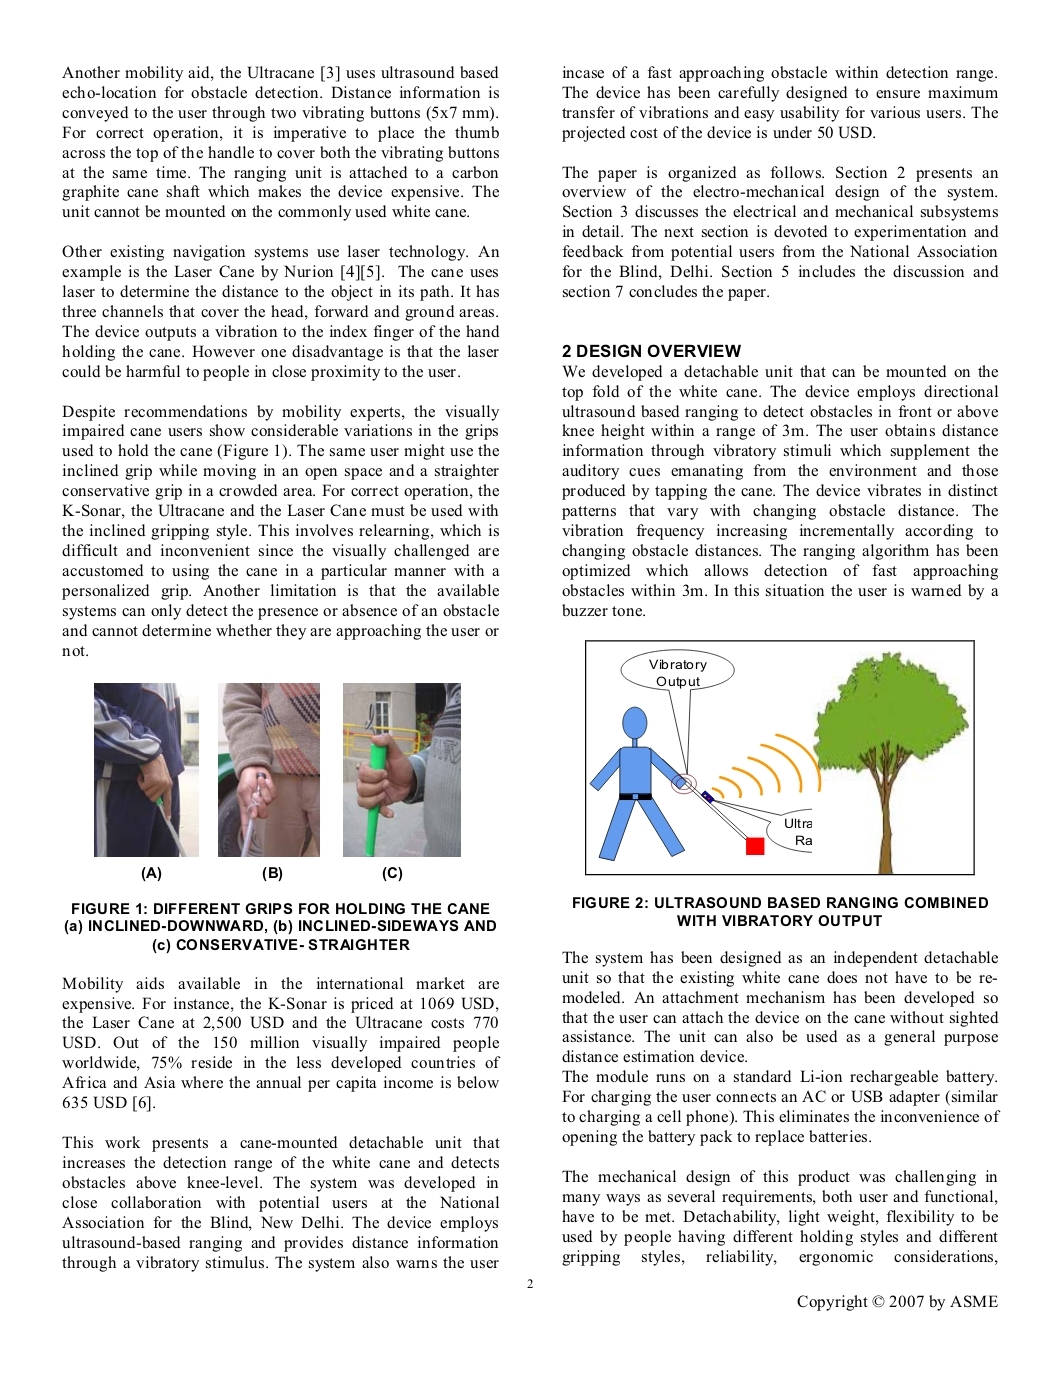 Another mobility aid, the Ultracane [3] uses ultrasound based
echo-location for obstacle detection. Distance information is
conveyed to the user through two vibrating buttons (5x7 mm).
For correct operation, it is imperative to place the thumb
across the top of the handle to cover both the vibrating buttons
at the same time. The ranging unit is attached to a carbon
graphite cane shaft which makes the device expensive. The
unit cannot be mounted on the commonly used white cane.
Other existing navigation systems use laser technology. An
example is the Laser Cane by Nurion [4][5]. The cane uses
laser to determine the distance to the object in its path. It has
three channels that cover the head, forward and ground areas.
The device outputs a vibration to the index finger of the hand
holding the cane. However one disadvantage is that the laser
could be harmful to people in close proximity to the user.
Despite recommendations by mobility experts, the visually
impaired cane users show considerable variations in the grips
used to hold the cane (Figure 1). The same user might use the
inclined grip while moving in an open space and a straighter
conservative grip in a crowded area. For correct operation, the
K-Sonar, the Ultracane and the Laser Cane must be used with
the inclined gripping style. This involves relearning, which is
difficult and inconvenient since the visually challenged are
accustomed to using the cane in a particular manner with a
personalized grip. Another limitation is that the available
systems can only detect the presence or absence of an obstacle
and cannot determine whether they are approaching the user or
not.
(A) (B) (C)
FIGURE 1: DIFFERENT GRIPS FOR HOLDING THE CANE
(a) INCLINED-DOWNWARD, (b) INCLINED-SIDEWAYS AND
(c) CONSERVATIVE- STRAIGHTER
Mobility aids available in the international market are
expensive. For instance, the K-Sonar is priced at 1069 USD,
the Laser Cane at 2,500 USD and the Ultracane costs 770
USD. Out of the 150 million visually impaired people
worldwide, 75% reside in the less developed countries of
Africa and Asia where the annual per capita income is below
635 USD [6].
This work presents a cane-mounted detachable unit that
increases the detection range of the white cane and detects
obstacles above knee-level. The system was developed in
close collaboration with potential users at the National
Association for the Blind, New Delhi. The device employs
ultrasound-based ranging and provides distance information
through a vibratory stimulus. The system also warns the user
incase of a fast approaching obstacle within detection range.
The device has been carefully designed to ensure maximum
transfer of vibrations and easy usability for various users. The
projected cost of the device is under 50 USD.
The paper is organized as follows. Section 2 presents an
overview of the electro-mechanical design of the system.
Section 3 discusses the electrical and mechanical subsystems
in detail. The next section is devoted to experimentation and
feedback from potential users from the National Association
for the Blind, Delhi. Section 5 includes the discussion and
section 7 concludes the paper.
2 DESIGN OVERVIEW
We developed a detachable unit that can be mounted on the
top fold of the white cane. The device employs directional
ultrasound based ranging to detect obstacles in front or above
knee height within a range of 3m. The user obtains distance
information through vibratory stimuli which supplement the
auditory cues emanating from the environment and those
produced by tapping the cane. The device vibrates in distinct
patterns that vary with changing obstacle distance. The
vibration frequency increasing incrementally according to
changing obstacle distances. The ranging algorithm has been
optimized which allows detection of fast approaching
obstacles within 3m. In this situation the user is warned by a
buzzer tone.
Vibratory
Output
Ultra
Ra
FIGURE 2: ULTRASOUND BASED RANGING COMBINED
WITH VIBRATORY OUTPUT
The system has been designed as an independent detachable
unit so that the existing white cane does not have to be re-
modeled. An attachment mechanism has been developed so
that the user can attach the device on the cane without sighted
assistance. The unit can also be used as a general purpose
distance estimation device.
The module runs on a standard Li-ion rechargeable battery.
For charging the user connects an AC or USB adapter (similar
to charging a cell phone). This eliminates the inconvenience of
opening the battery pack to replace batteries.
The mechanical design of this product was challenging in
many ways as several requirements, both user and functional,
have to be met. Detachability, light weight, flexibility to be
used by people having different holding styles and different
gripping styles, reliability, ergonomic considerations,
2
Copyright © 2007 by ASME